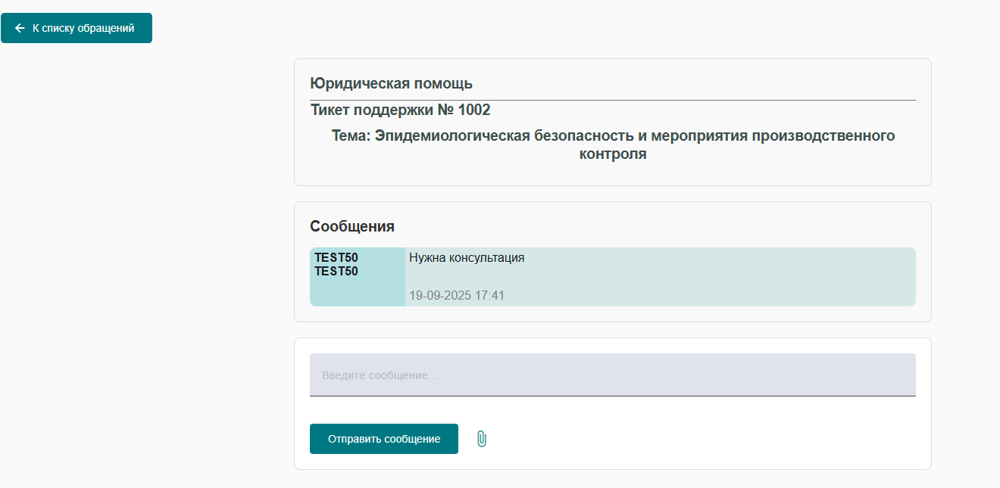 К списку обращений
Юридическая помощь
Тикет поддержки № 1002
Тема: Эпидемиологическая безопасность и мероприятия производственного
контроля
Сообщения
TEST50
TEST50
Нужна консультация
19-09-2025 17:41
Введите сообщение...
Отправить сообщение